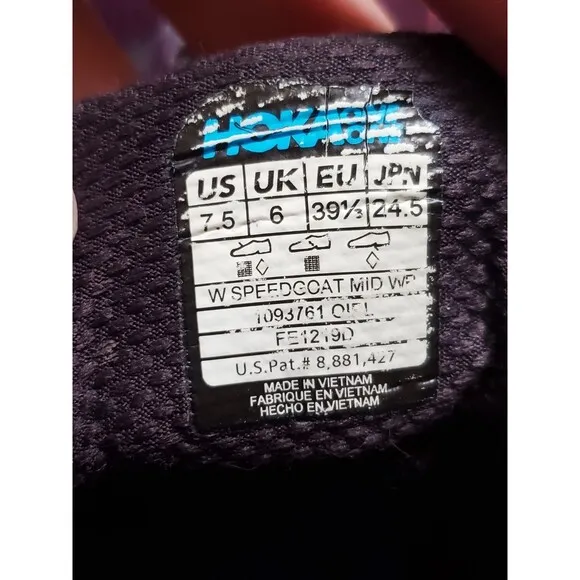 HOKA ONE ONE
US UK EU JPN
7.5 6 39⅓ 24.5
W SPEEDGOAT MID WP
1093761
FE1219D
U.S.Pat.# 8,881,427
MADE IN VIETNAM
FABRIQUE EN VIETNAM
HECHO EN VIETNAM